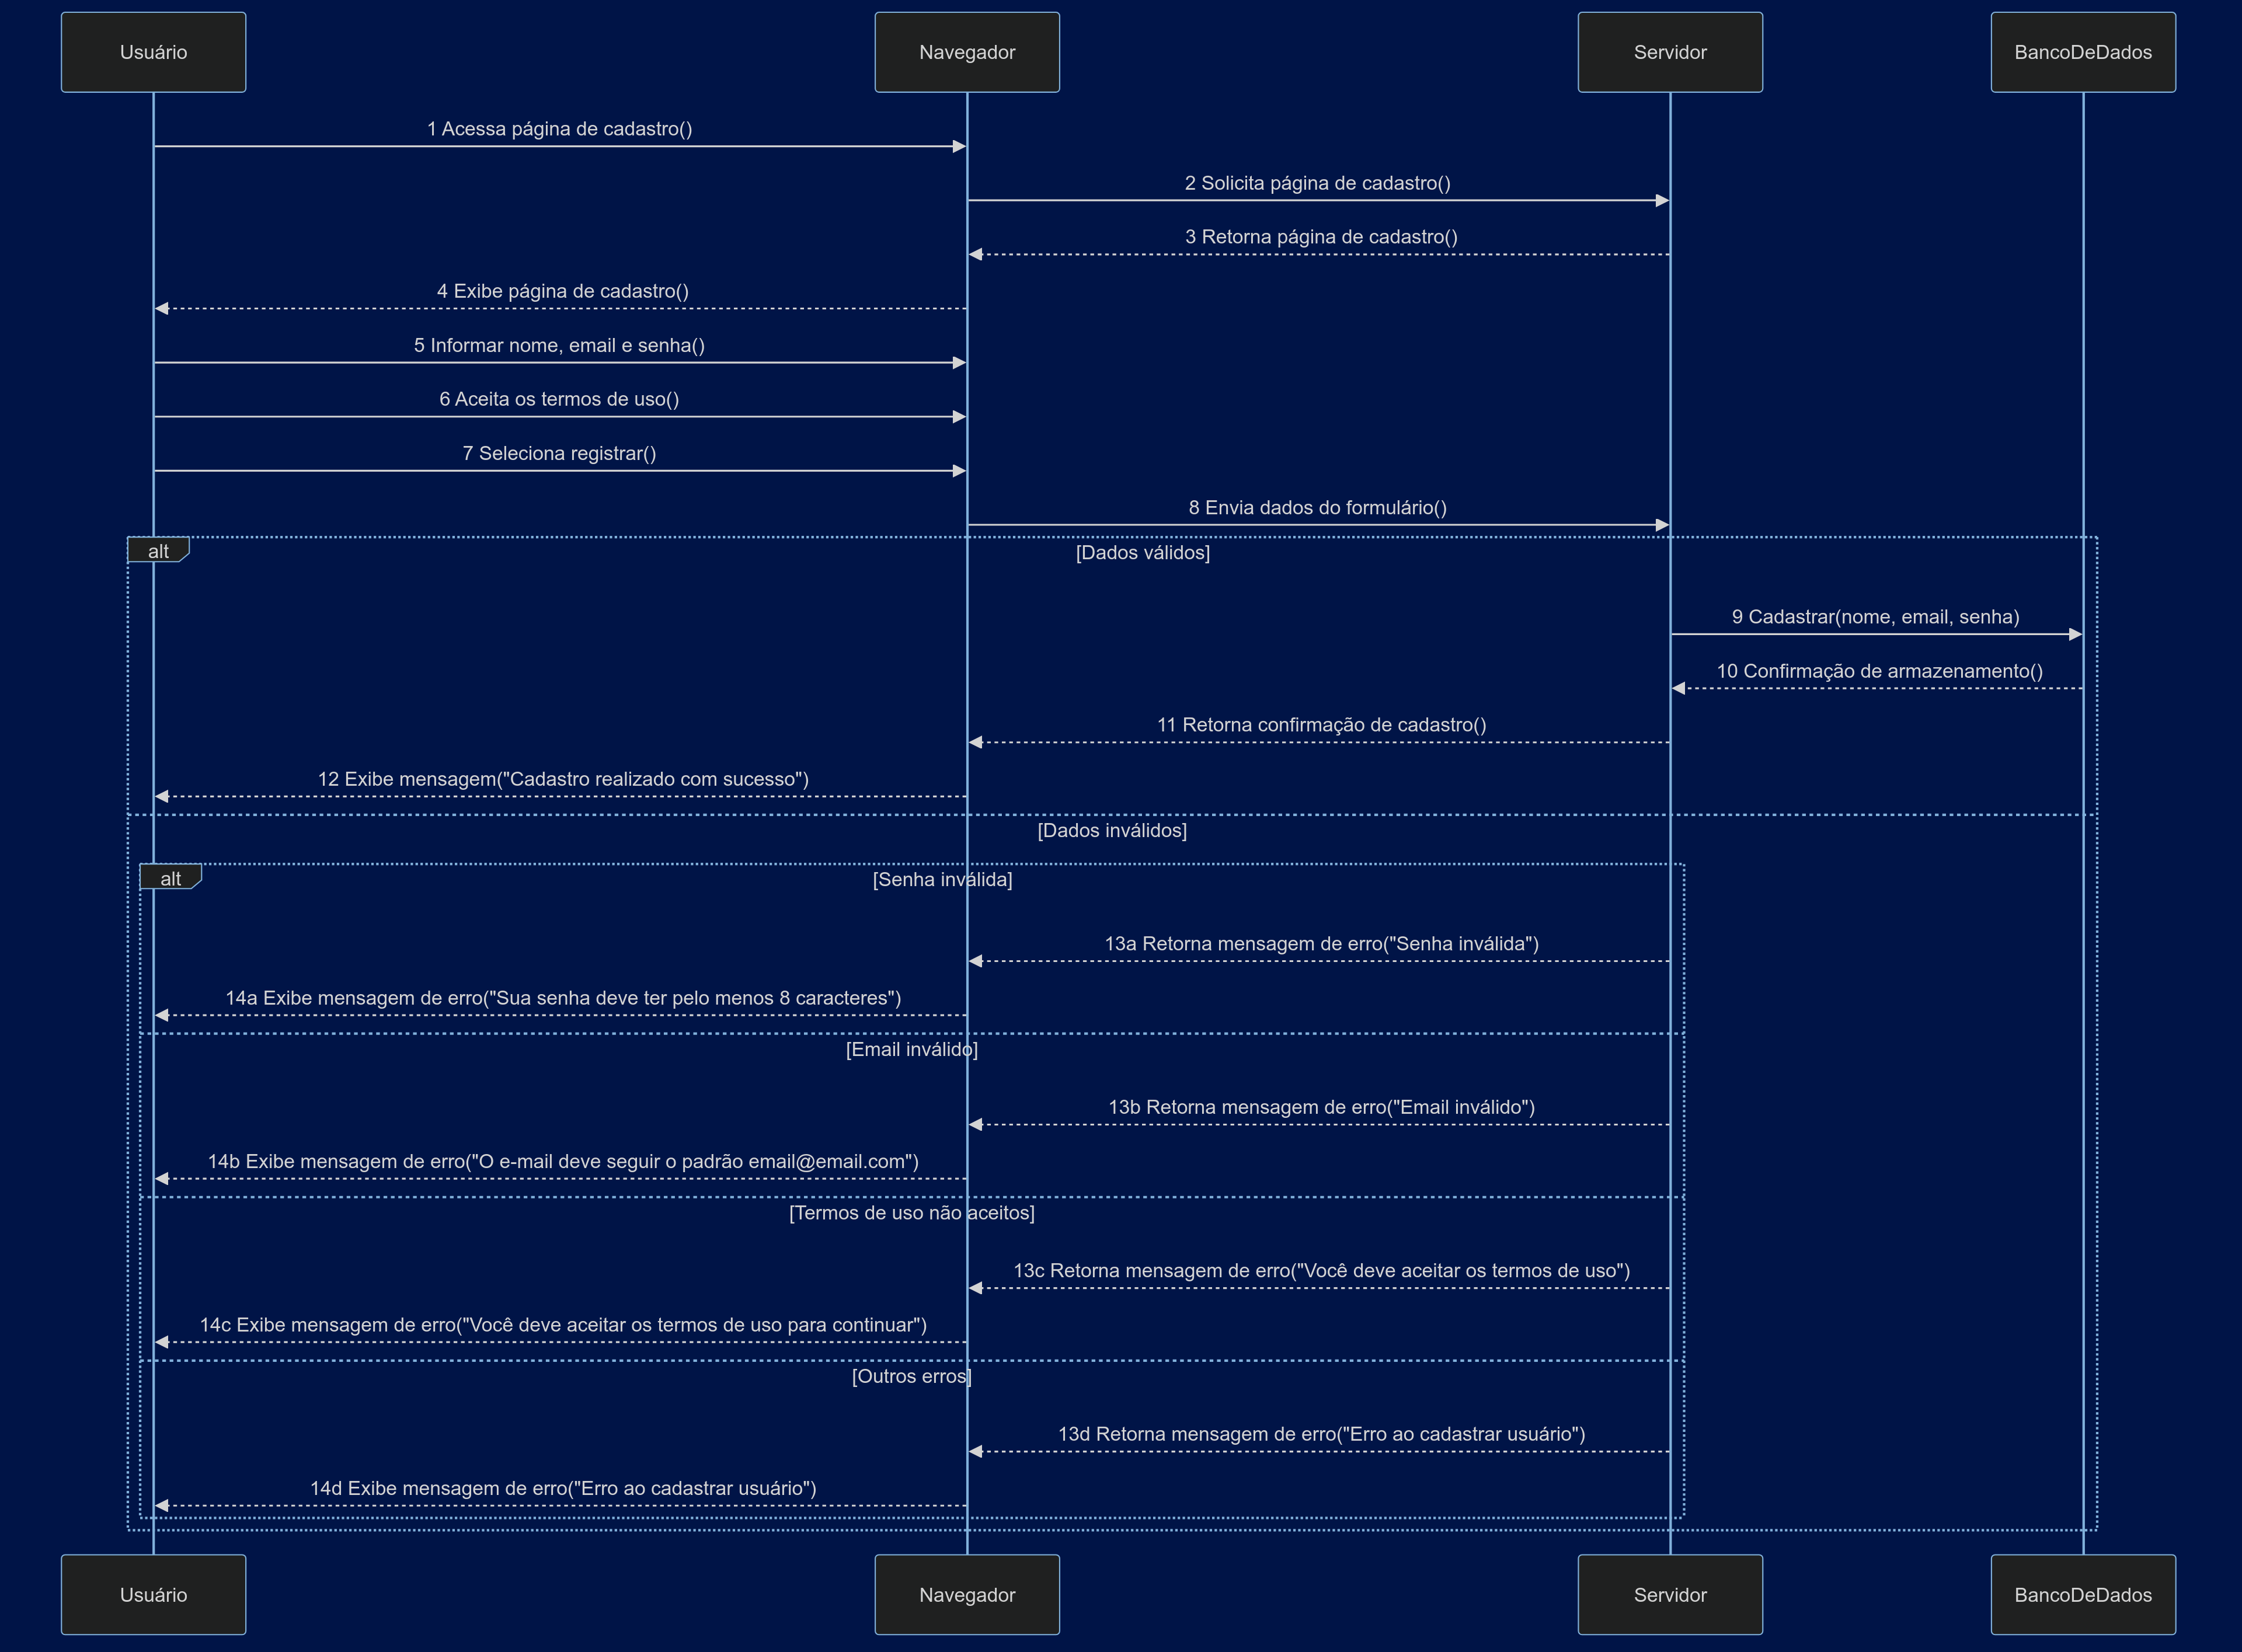 Usuário
Navegador
Servidor
BancoDeDados
1 Acessa página de cadastro()
2 Solicita página de cadastro()
3 Retorna página de cadastro()
4 Exibe página de cadastro()
5 Informar nome, email e senha()
6 Aceita os termos de uso()
7 Seleciona registrar()
8 Envia dados do formulário()
alt
[Dados válidos]
9 Cadastrar(nome, email, senha)
10 Confirmação de armazenamento()
11 Retorna confirmação de cadastro()
12 Exibe mensagem("Cadastro realizado com sucesso")
[Dados inválidos]
alt
[Senha inválida]
13a Retorna mensagem de erro("Senha inválida")
14a Exibe mensagem de erro("Sua senha deve ter pelo menos 8 caracteres")
[Email inválido]
13b Retorna mensagem de erro("Email inválido")
14b Exibe mensagem de erro("O e-mail deve seguir o padrão email@email.com")
[Termos de uso não aceitos]
13c Retorna mensagem de erro("Você deve aceitar os termos de uso")
14c Exibe mensagem de erro("Você deve aceitar os termos de uso para continuar")
[Outros erros]
13d Retorna mensagem de erro("Erro ao cadastrar usuário")
14d Exibe mensagem de erro("Erro ao cadastrar usuário")
Usuário
Navegador
Servidor
BancoDeDados